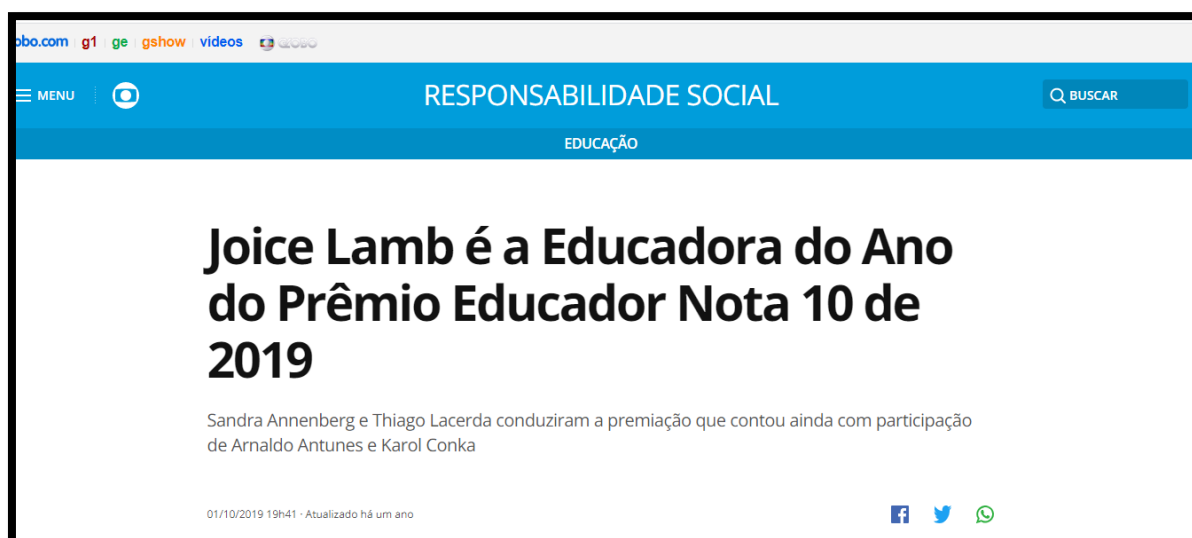 obo.com g1 ge gshow vídeos GLOBO
MENU RESPONSABILIDADE SOCIAL BUSCAR
EDUCAÇÃO
Joice Lamb é a Educadora do Ano
do Prêmio Educador Nota 10 de
2019
Sandra Annenberg e Thiago Lacerda conduziram a premiação que contou ainda com participação
de Arnaldo Antunes e Karol Conka
01/10/2019 19h41 · Atualizado há um ano